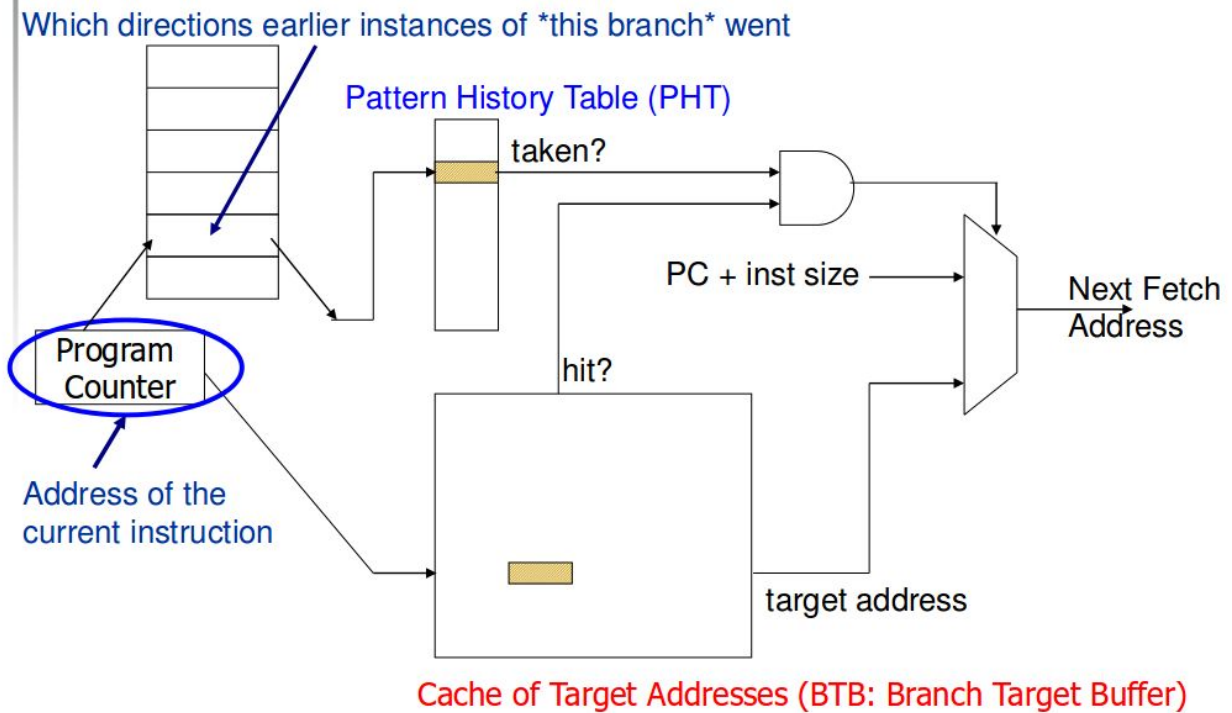 Which directions earlier instances of *this branch* went
Pattern History Table (PHT)
taken?
PC + inst size
Next Fetch
Address
Program
Counter
hit?
Address of the
current instruction
target address
Cache of Target Addresses (BTB: Branch Target Buffer)